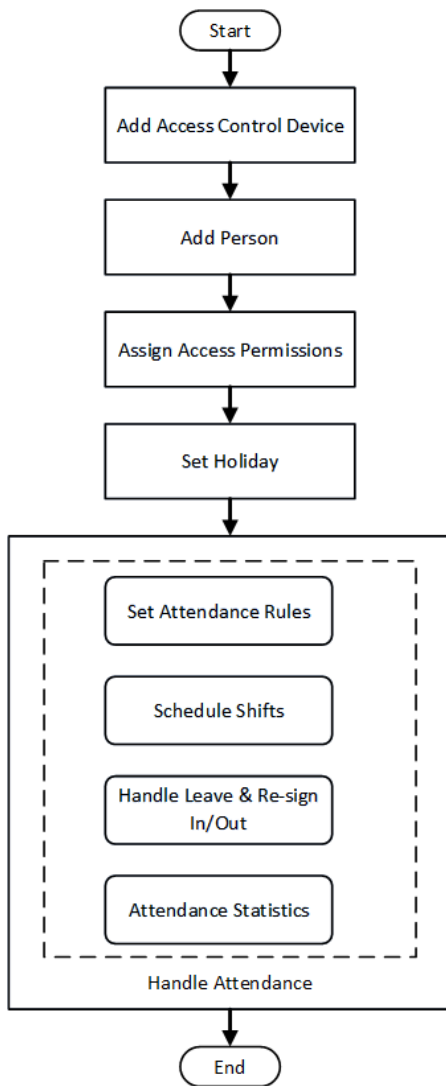 Start
Add Access Control Device
Add Person
Assign Access Permissions
Set Holiday
Set Attendance Rules
Schedule Shifts
Handle Leave & Re-sign
In/Out
Attendance Statistics
Handle Attendance
End